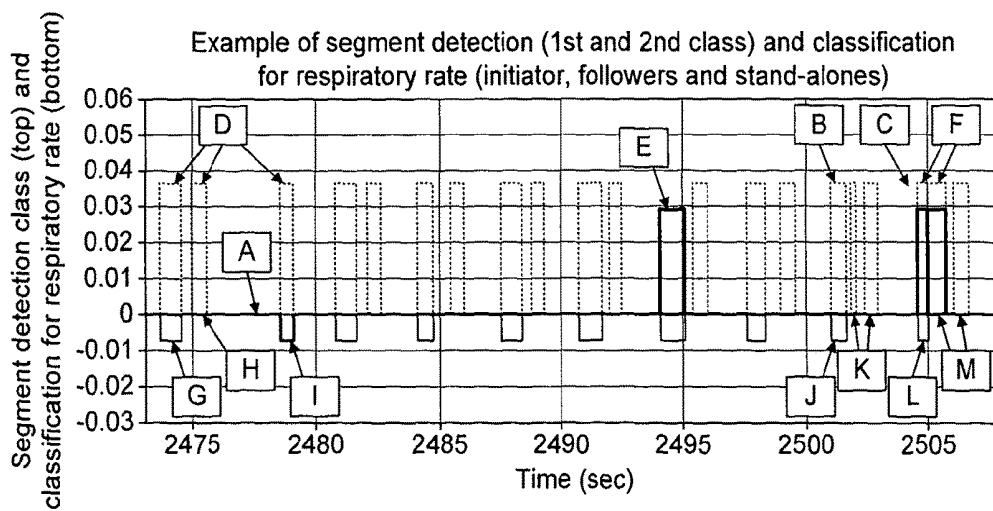 Example of segment detection (1st and 2nd class) and classification
for respiratory rate (initiator, followers and stand-alones)
Segment detection class (top) and
classification for respiratory rate (bottom)
0.06
0.05
0.04
0.03
0.02
0.01
0
-0.01
-0.02
-0.03
D
B
C
F
E
A
H
G
I
J
K
L
M
2475
2480
2485
2490
2495
2500
2505
Time (sec)